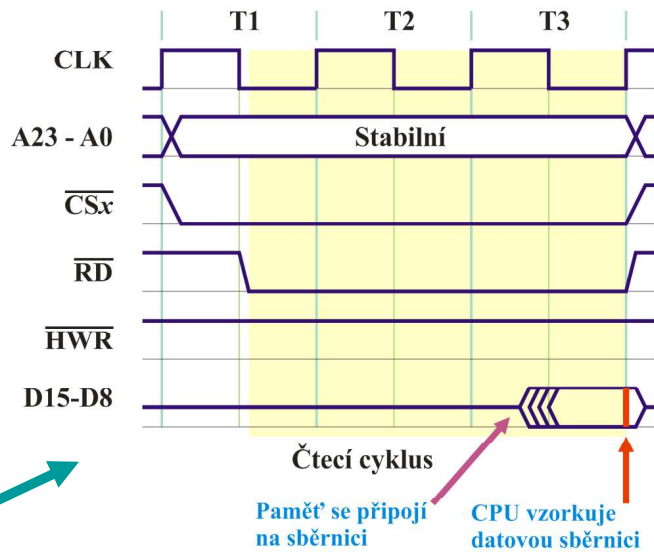 T1 T2 T3
CLK
A23 - A0 Stabilní
CSx
RD
HWR
D15-D8
Čtecí cyklus
Paměť se připojí
na sběrnici
CPU vzorkuje
datovou sběrnici